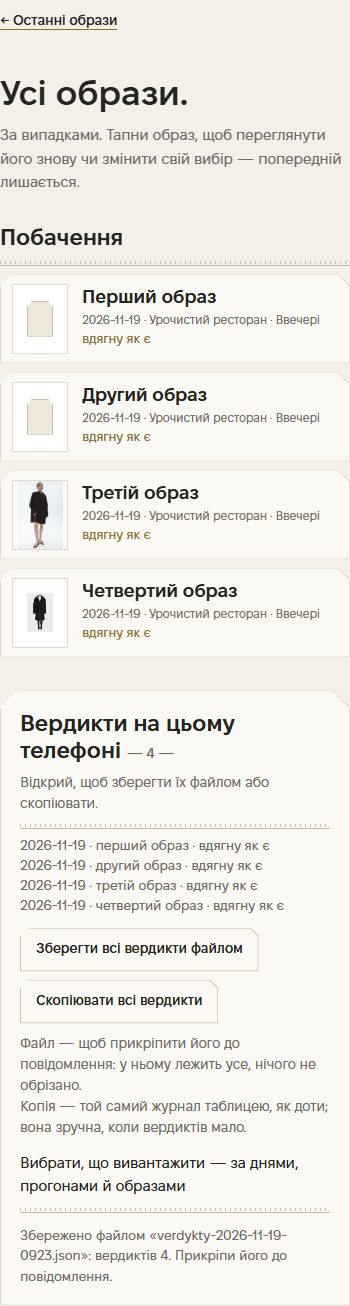 ← Останні образи
Усі образи.
За випадками. Тапни образ, щоб переглянути
його знову чи змінити свій вибір — попередній
лишається.
Побачення
Перший образ
2026-11-19 · Урочистий ресторан · Ввечері
вдягну як є
Другий образ
2026-11-19 · Урочистий ресторан · Ввечері
вдягну як є
Третій образ
2026-11-19 · Урочистий ресторан · Ввечері
вдягну як є
Четвертий образ
2026-11-19 · Урочистий ресторан · Ввечері
вдягну як є
Вердикти на цьому
телефоні — 4 —
Відкрий, щоб зберегти їх файлом або
скопіювати.
2026-11-19 · перший образ · вдягну як є
2026-11-19 · другий образ · вдягну як є
2026-11-19 · третій образ · вдягну як є
2026-11-19 · четвертий образ · вдягну як є
Зберегти всі вердикти файлом
Скопіювати всі вердикти
Файл — щоб прикріпити його до
повідомлення: у ньому лежить усе, нічого не
обрізано.
Копія — той самий журнал таблицею, як доти;
вона зручна, коли вердиктів мало.
Вибрати, що вивантажити — за днями,
прогонами й образами
Збережено файлом «verdykty-2026-11-19-
0923.json»: вердиктів 4. Прикріпи його до
повідомлення.